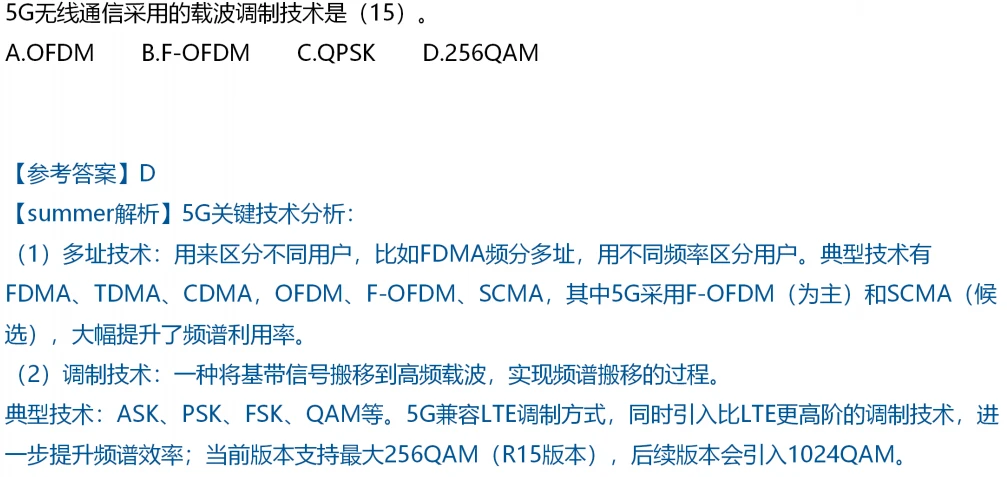 5G无线通信采用的载波调制技术是（15）。
A.OFDM B.F-OFDM C.QPSK D.256QAM
【参考答案】D
【summer解析】5G关键技术分析：
（1）多址技术：用来区分不同用户，比如FDMA频分多址，用不同频率区分用户。典型技术有
FDMA、TDMA、CDMA，OFDM、F-OFDM、SCMA，其中5G采用F-OFDM（为主）和SCMA（候
选），大幅提升了频谱利用率。
（2）调制技术：一种将基带信号搬移到高频载波，实现频谱搬移的过程。
典型技术：ASK、PSK、FSK、QAM等。5G兼容LTE调制方式，同时引入比LTE更高阶的调制技术，进
一步提升频谱效率；当前版本支持最大256QAM（R15版本），后续版本会引入1024QAM。